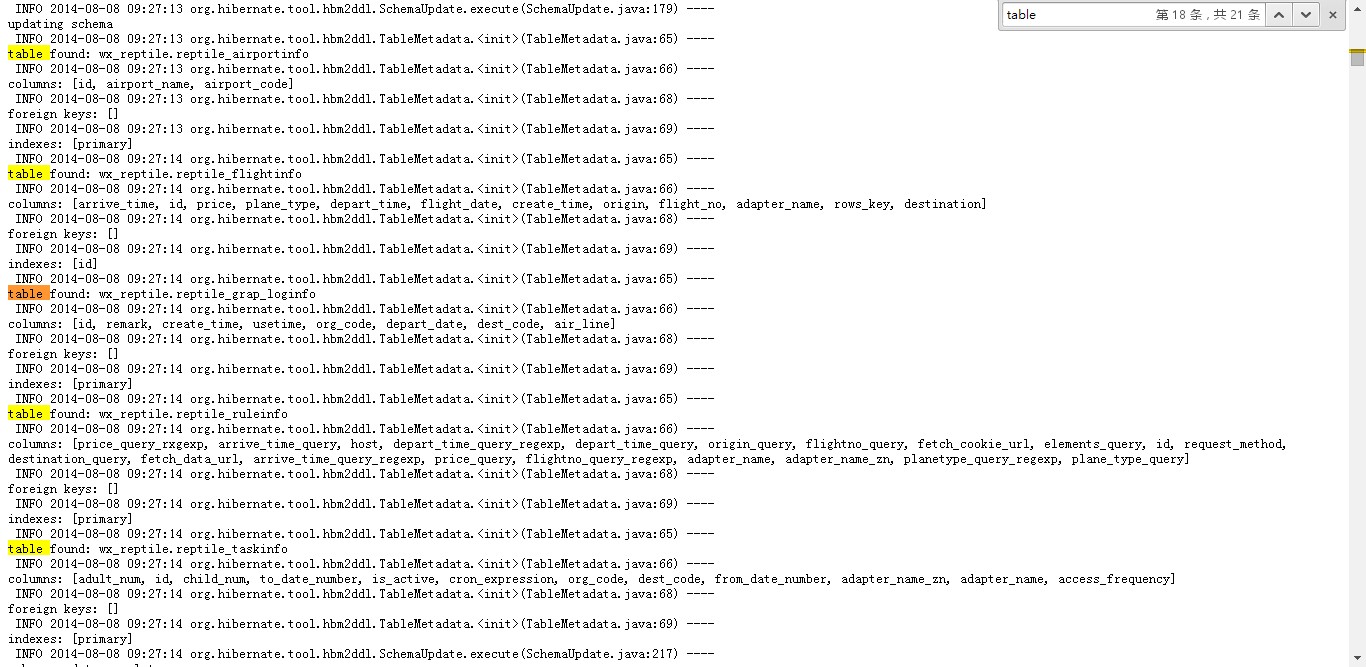 INFO 2014-08-08 09:27:13 org.hibernate.tool.hbm2ddl.SchemaUpdate.execute(SchemaUpdate.java:179) ----
updating schema
INFO 2014-08-08 09:27:13 org.hibernate.tool.hbm2ddl.TableMetadata.<init>(TableMetadata.java:65) ----
table found: wx_reptile.reptile_airportinfo
INFO 2014-08-08 09:27:13 org.hibernate.tool.hbm2ddl.TableMetadata.<init>(TableMetadata.java:66) ----
columns: [id, airport_name, airport_code]
INFO 2014-08-08 09:27:13 org.hibernate.tool.hbm2ddl.TableMetadata.<init>(TableMetadata.java:68) ----
foreign keys: []
INFO 2014-08-08 09:27:13 org.hibernate.tool.hbm2ddl.TableMetadata.<init>(TableMetadata.java:69) ----
indexes: [primary]
INFO 2014-08-08 09:27:14 org.hibernate.tool.hbm2ddl.TableMetadata.<init>(TableMetadata.java:65) ----
table found: wx_reptile.reptile_flightinfo
INFO 2014-08-08 09:27:14 org.hibernate.tool.hbm2ddl.TableMetadata.<init>(TableMetadata.java:66) ----
columns: [arrive_time, id, price, plane_type, depart_time, flight_date, create_time, origin, flight_no, adapter_name, rows_key, destination]
INFO 2014-08-08 09:27:14 org.hibernate.tool.hbm2ddl.TableMetadata.<init>(TableMetadata.java:68) ----
foreign keys: []
INFO 2014-08-08 09:27:14 org.hibernate.tool.hbm2ddl.TableMetadata.<init>(TableMetadata.java:69) ----
indexes: [id]
INFO 2014-08-08 09:27:14 org.hibernate.tool.hbm2ddl.TableMetadata.<init>(TableMetadata.java:65) ----
table found: wx_reptile.reptile_grap_loginfo
INFO 2014-08-08 09:27:14 org.hibernate.tool.hbm2ddl.TableMetadata.<init>(TableMetadata.java:66) ----
columns: [id, remark, create_time, usetime, org_code, depart_date, dest_code, air_line]
INFO 2014-08-08 09:27:14 org.hibernate.tool.hbm2ddl.TableMetadata.<init>(TableMetadata.java:68) ----
foreign keys: []
INFO 2014-08-08 09:27:14 org.hibernate.tool.hbm2ddl.TableMetadata.<init>(TableMetadata.java:69) ----
indexes: [primary]
INFO 2014-08-08 09:27:14 org.hibernate.tool.hbm2ddl.TableMetadata.<init>(TableMetadata.java:65) ----
table found: wx_reptile.reptile_ruleinfo
INFO 2014-08-08 09:27:14 org.hibernate.tool.hbm2ddl.TableMetadata.<init>(TableMetadata.java:66) ----
columns: [price_query_rxgexp, arrive_time_query, host, depart_time_query_regexp, depart_time_query, origin_query, flightno_query, fetch_cookie_url, elements_query, id, request_method,
destination_query, fetch_data_url, arrive_time_query_regexp, price_query, flightno_query_regexp, adapter_name, adapter_name_zn, planetype_query_regexp, plane_type_query]
INFO 2014-08-08 09:27:14 org.hibernate.tool.hbm2ddl.TableMetadata.<init>(TableMetadata.java:68) ----
foreign keys: []
INFO 2014-08-08 09:27:14 org.hibernate.tool.hbm2ddl.TableMetadata.<init>(TableMetadata.java:69) ----
indexes: [primary]
INFO 2014-08-08 09:27:14 org.hibernate.tool.hbm2ddl.TableMetadata.<init>(TableMetadata.java:65) ----
table found: wx_reptile.reptile_taskinfo
INFO 2014-08-08 09:27:14 org.hibernate.tool.hbm2ddl.TableMetadata.<init>(TableMetadata.java:66) ----
columns: [adult_num, id, child_num, to_date_number, is_active, cron_expression, org_code, dest_code, from_date_number, adapter_name_zn, adapter_name, access_frequency]
INFO 2014-08-08 09:27:14 org.hibernate.tool.hbm2ddl.TableMetadata.<init>(TableMetadata.java:68) ----
foreign keys: []
INFO 2014-08-08 09:27:14 org.hibernate.tool.hbm2ddl.TableMetadata.<init>(TableMetadata.java:69) ----
indexes: [primary]
INFO 2014-08-08 09:27:14 org.hibernate.tool.hbm2ddl.SchemaUpdate.execute(SchemaUpdate.java:217) ----
table 第 18 条，共 21 条